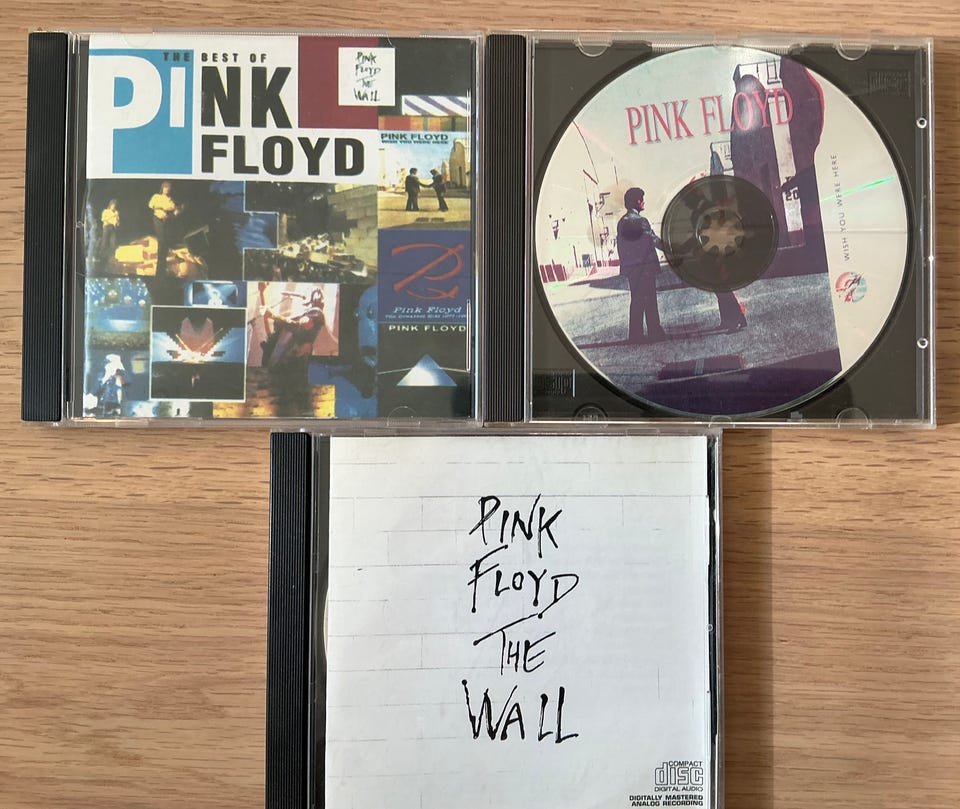 THE BEST OF
PiNK
FLOYD
PINK
FLOYD
THE
WALL
PINK FLOYD
WISH YOU WERE HERE
Pink Floyd
PINK FLOYD
PINK FLOYD
WISH YOU WERE HERE
PINK
FLOYD
THE
WALL
COMPACT
disc
DIGITAL AUDIO
DIGITALLY MASTERED
ANALOG RECORDING